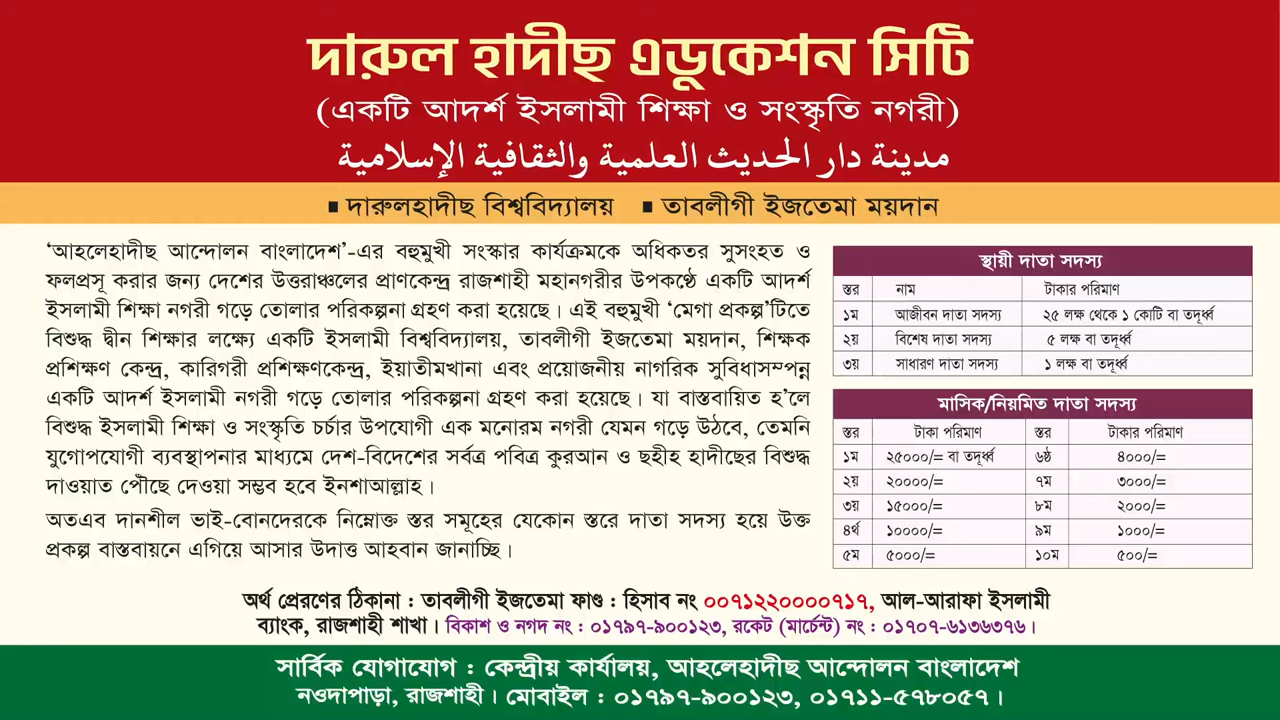 দারুল হাদীছ এডুকেশন সিটি
(একটি আদর্শ ইসলামী শিক্ষা ও সংস্কৃতি নগরী)
مدينة دار الحديث العلمية والثقافية الإسلامية
■ দারুলহাদীছ বিশ্ববিদ্যালয় ■ তাবলীগী ইজতেমা ময়দান
‘আহলেহাদীছ আন্দোলন বাংলাদেশ’-এর বহুমুখী সংস্কার কার্যক্রমকে অধিকতর সুসংহত ও
ফলপ্রসূ করার জন্য দেশের উত্তরাঞ্চলের প্রাণকেন্দ্র রাজশাহী মহানগরীর উপকণ্ঠে একটি আদর্শ
ইসলামী শিক্ষা নগরী গড়ে তোলার পরিকল্পনা গ্রহণ করা হয়েছে। এই বহুমুখী ‘মেগা প্রকল্প’টিতে
বিশুদ্ধ দ্বীন শিক্ষার লক্ষ্যে একটি ইসলামী বিশ্ববিদ্যালয়, তাবলীগী ইজতেমা ময়দান, শিক্ষক
প্রশিক্ষণ কেন্দ্র, কারিগরী প্রশিক্ষণকেন্দ্র, ইয়াতীমখানা এবং প্রয়োজনীয় নাগরিক সুবিধাসম্পন্ন
একটি আদর্শ ইসলামী নগরী গড়ে তোলার পরিকল্পনা গ্রহণ করা হয়েছে। যা বাস্তবায়িত হ’লে
বিশুদ্ধ ইসলামী শিক্ষা ও সংস্কৃতি চর্চার উপযোগী এক মনোরম নগরী যেমন গড়ে উঠবে, তেমনি
যুগোপযোগী ব্যবস্থাপনার মাধ্যমে দেশ-বিদেশের সর্বত্র পবিত্র কুরআন ও ছহীহ হাদীছের বিশুদ্ধ
দাওয়াত পৌঁছে দেওয়া সম্ভব হবে ইনশাআল্লাহ।
অতএব দানশীল ভাই-বোনদেরকে নিম্নোক্ত স্তর সমূহের যেকোন স্তরে দাতা সদস্য হয়ে উক্ত
প্রকল্প বাস্তবায়নে এগিয়ে আসার উদাত্ত আহবান জানাচ্ছি।
স্থায়ী দাতা সদস্য
স্তর নাম টাকার পরিমাণ
১ম আজীবন দাতা সদস্য ২৫ লক্ষ থেকে ১ কোটি বা তদূর্ধ্ব
২য় বিশেষ দাতা সদস্য ৫ লক্ষ বা তদূর্ধ্ব
৩য় সাধারণ দাতা সদস্য ১ লক্ষ বা তদূর্ধ্ব
মাসিক/নিয়মিত দাতা সদস্য
স্তর টাকা পরিমাণ স্তর টাকার পরিমাণ
১ম ২৫০০০/= বা তদূর্ধ্ব ৬ষ্ঠ ৪০০০/=
২য় ২০০০০/= ৭ম ৩০০০/=
৩য় ১৫০০০/= ৮ম ২০০০/=
৪র্থ ১০০০০/= ৯ম ১০০০/=
৫ম ৫০০০/= ১০ম ৫০০/=
অর্থ প্রেরণের ঠিকানা : তাবলীগী ইজতেমা ফাণ্ড : হিসাব নং ০০৭১২২০০০০৭১৭, আল-আরাফা ইসলামী
ব্যাংক, রাজশাহী শাখা। বিকাশ ও নগদ নং : ০১৭৯৭-৯০০১২৩, রকেট (মার্চেন্ট) নং : ০১৭০৭-৬১৩৬৩৭৬।
সার্বিক যোগাযোগ : কেন্দ্রীয় কার্যালয়, আহলেহাদীছ আন্দোলন বাংলাদেশ
নওদাপাড়া, রাজশাহী। মোবাইল : ০১৭৯৭-৯০০১২৩, ০১৭১১-৫৭৮০৫৭।